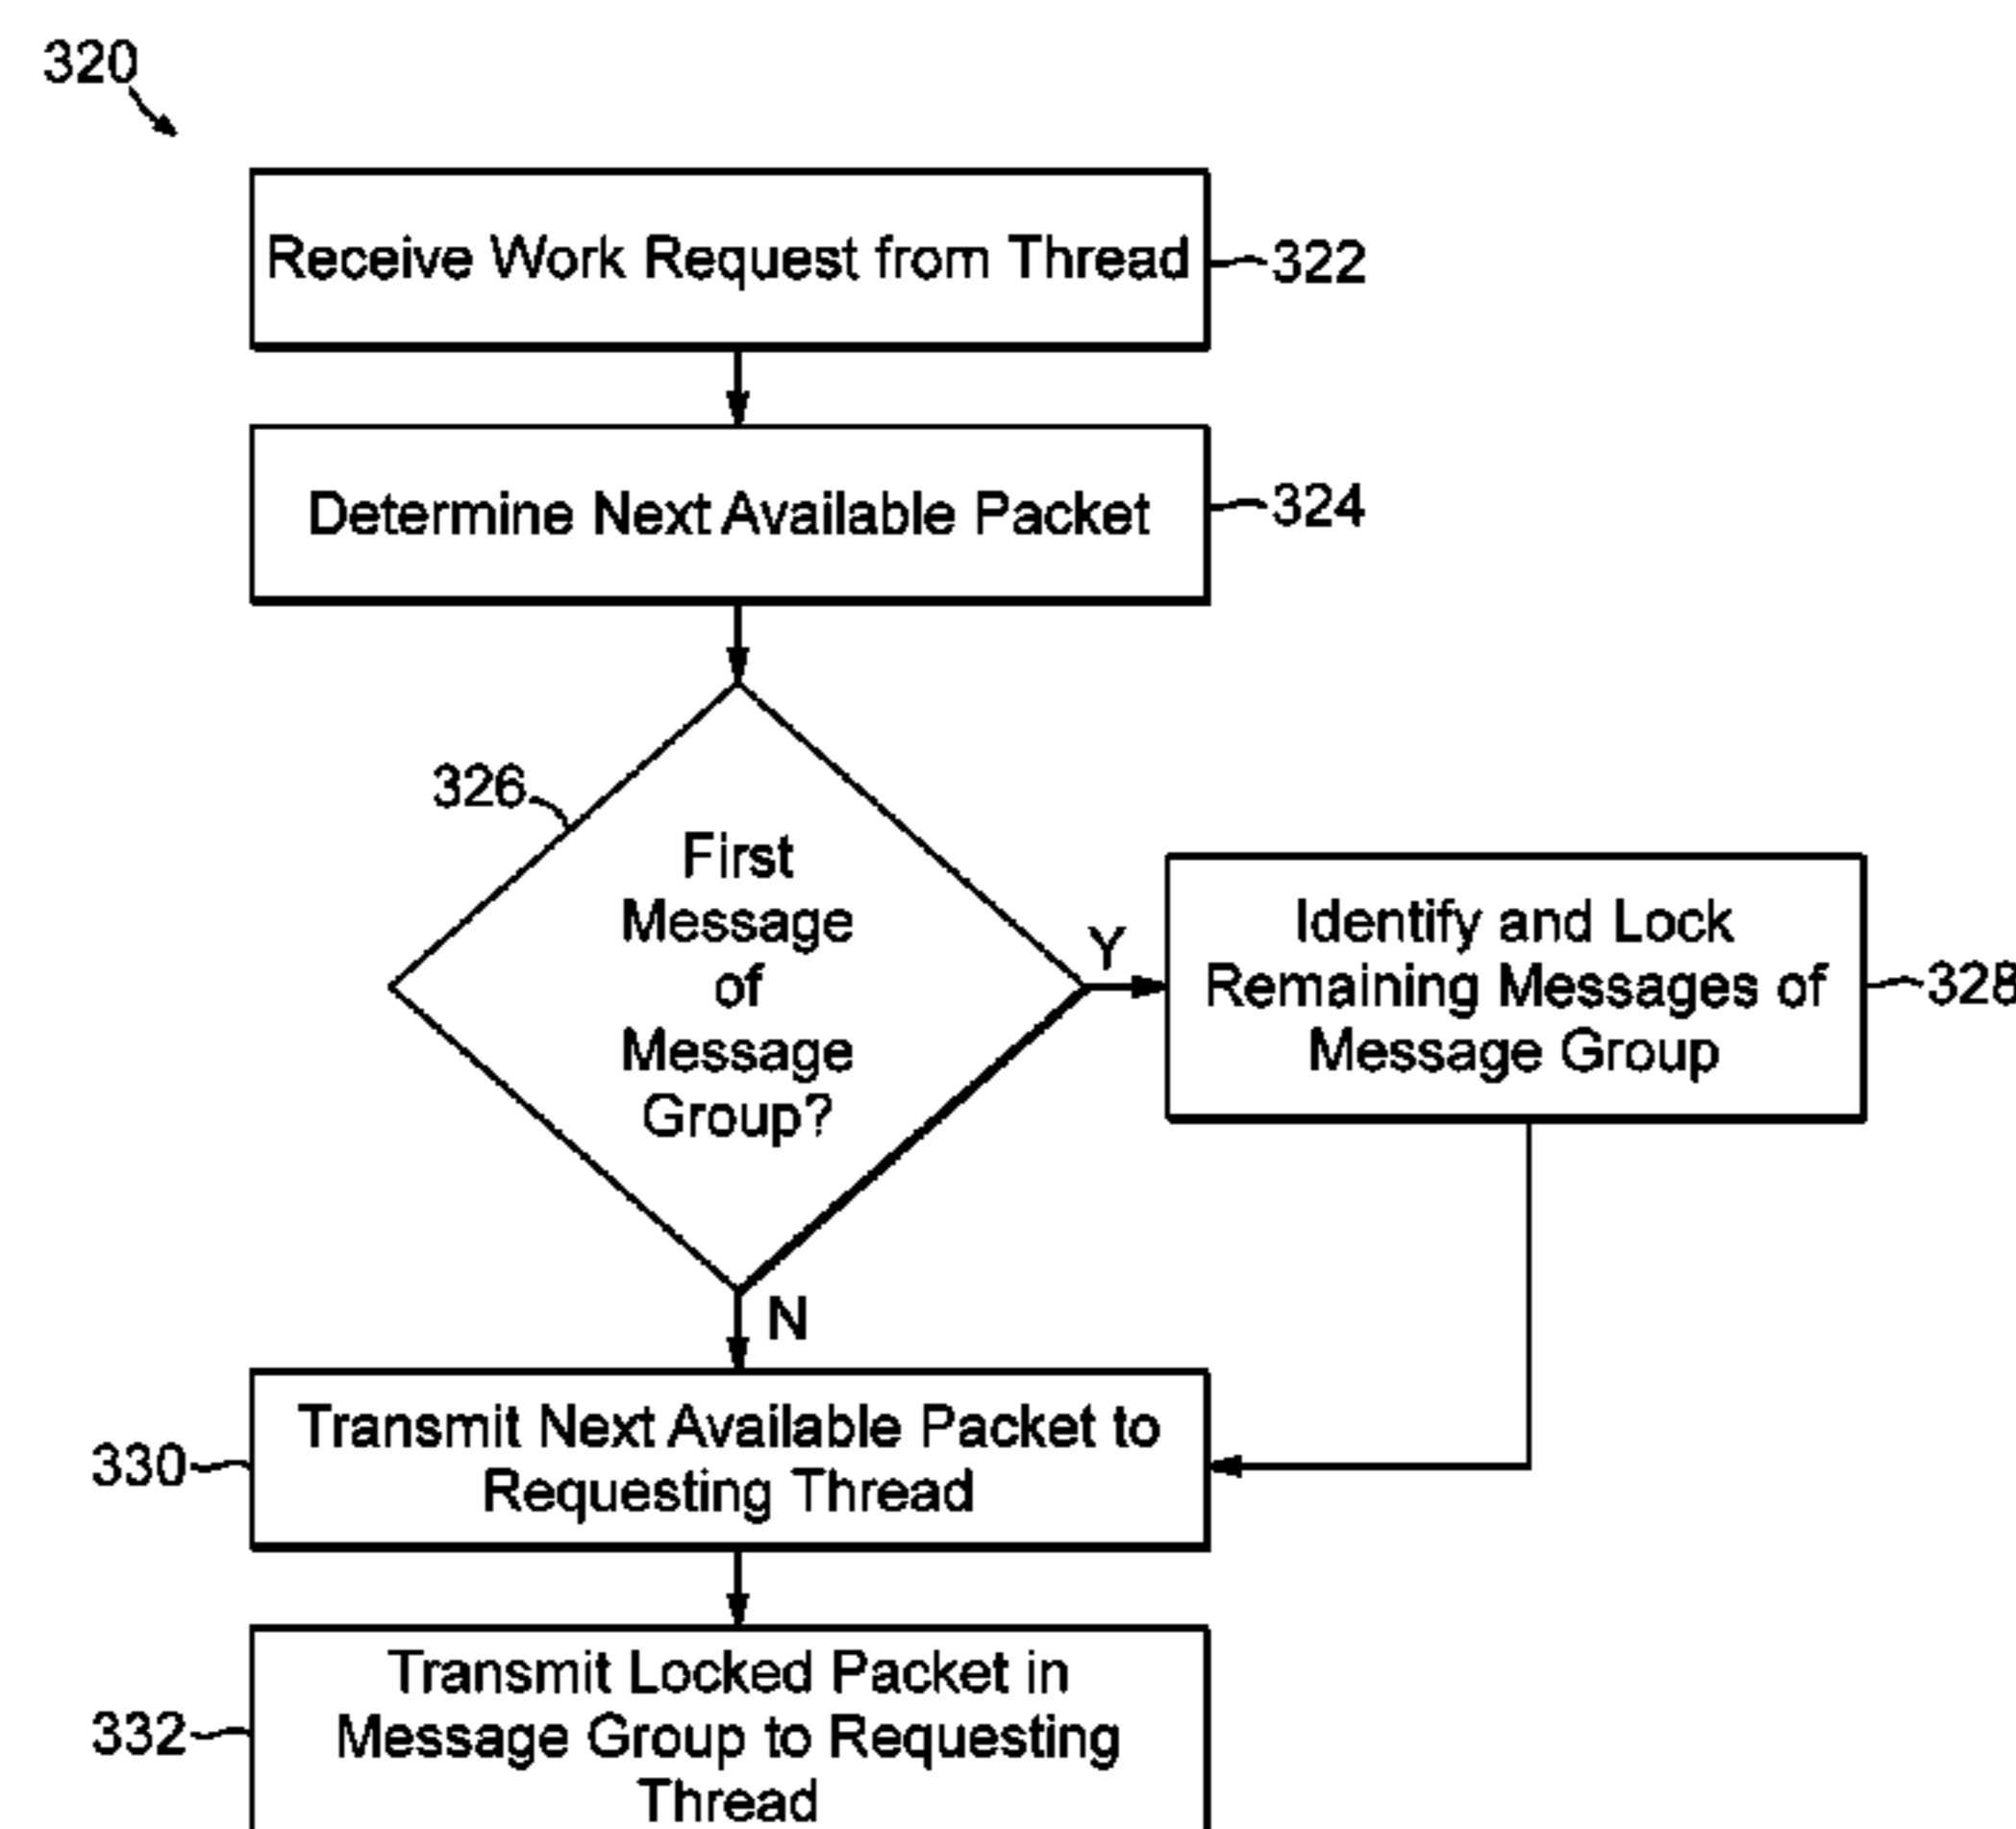 320
Receive Work Request from Thread
322
Determine Next Available Packet
324
326
First
Message
of
Message
Group?
Y
Identify and Lock
Remaining Messages of
Message Group
328
N
330
Transmit Next Available Packet to
Requesting Thread
332
Transmit Locked Packet in
Message Group to Requesting
Thread